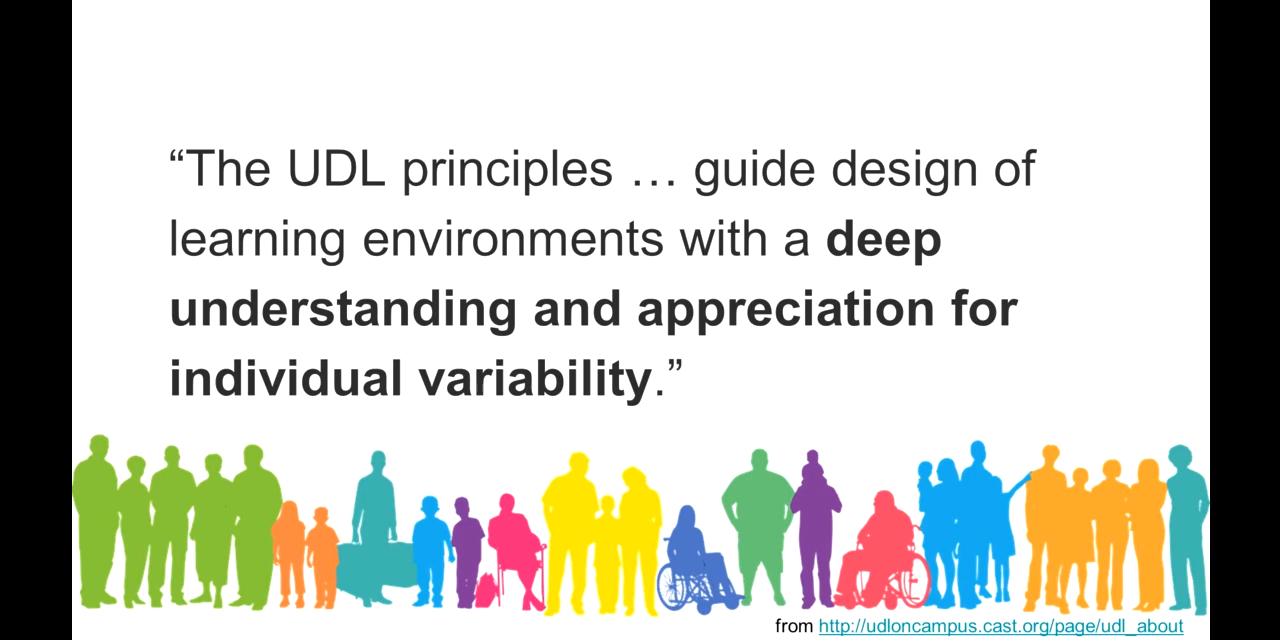 “The UDL principles … guide design of
learning environments with a deep
understanding and appreciation for
individual variability.”
from http://udloncampus.cast.org/page/udl_about